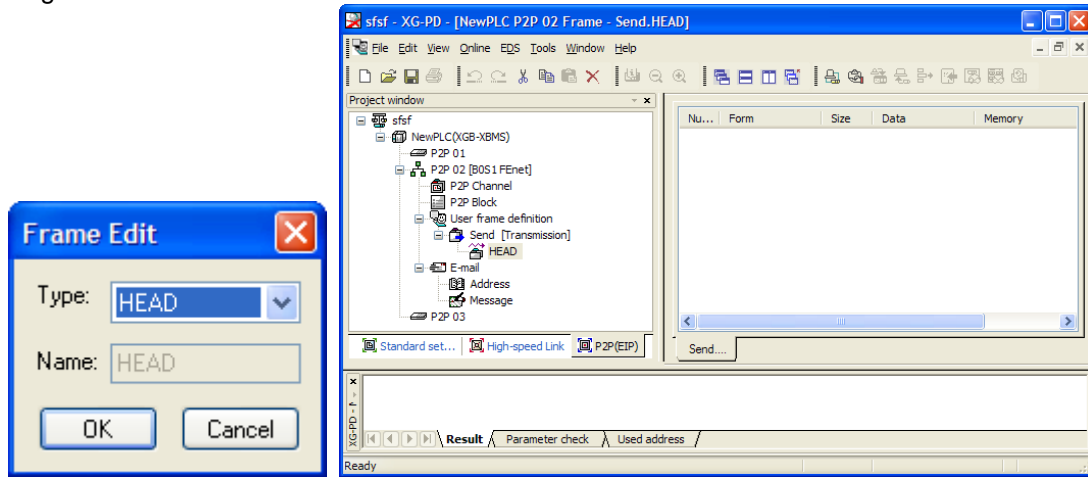 Frame Edit
Type:
HEAD
Name:
HEAD
OK
Cancel
sfsf - XG-PD - [NewPLC P2P 02 Frame - Send.HEAD]
File Edit View Online EDS Tools Window Help
Project window
sfsf
NewPLC(XGB-XBMS)
P2P 01
P2P 02 [B0S1 FEnet]
P2P Channel
P2P Block
User frame definition
Send [Transmission]
HEAD
E-mail
Address
Message
P2P 03
Standard set... High-speed Link P2P(EIP)
Nu... Form Size Data Memory
Send....
Result Parameter check Used address
Ready